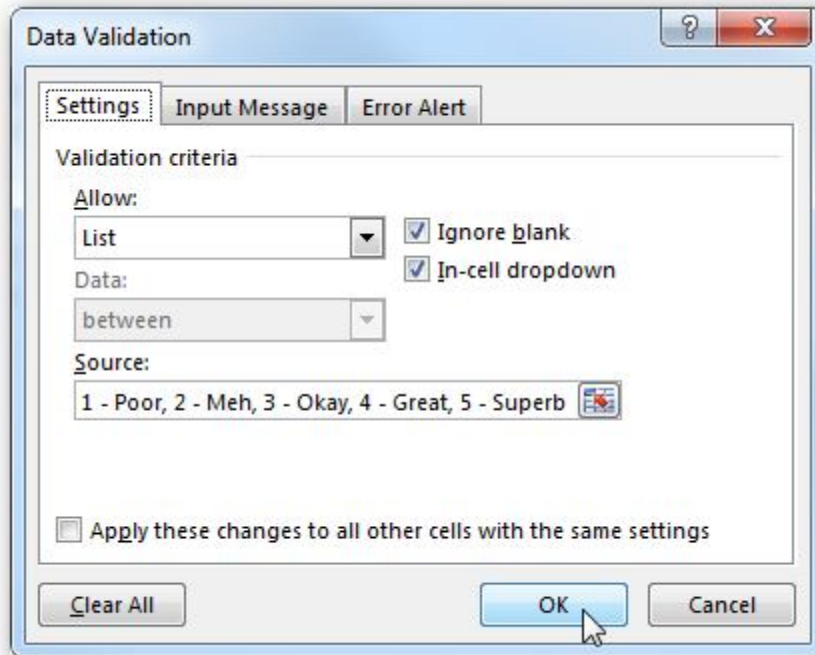 Data Validation
Settings Input Message Error Alert
Validation criteria
Allow:
List
Ignore blank
In-cell dropdown
Data:
between
Source:
1 - Poor, 2 - Meh, 3 - Okay, 4 - Great, 5 - Superb
Apply these changes to all other cells with the same settings
Clear All OK Cancel